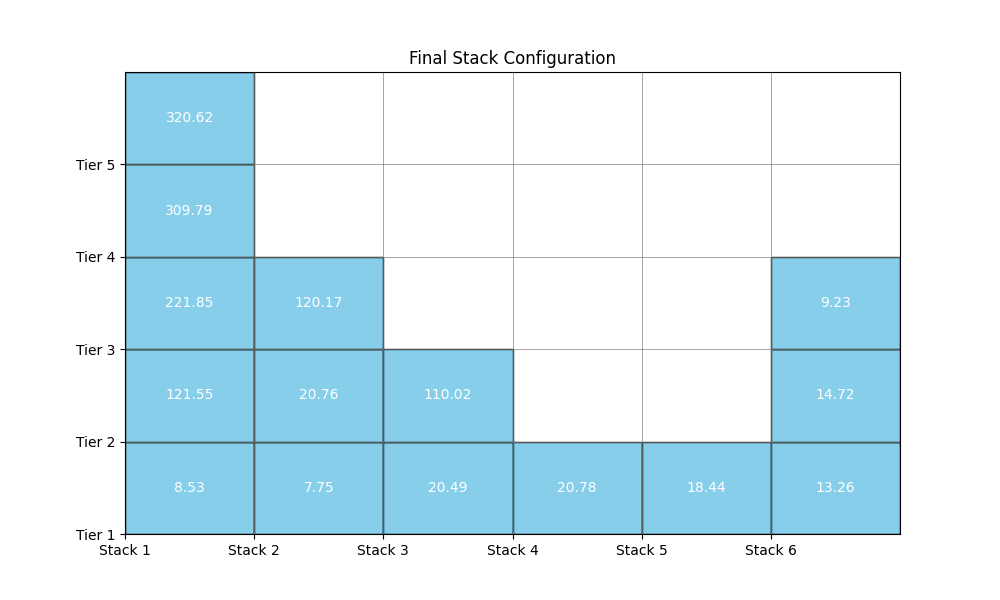 Final Stack Configuration
320.62
Tier 5
309.79
Tier 4
221.85 120.17 9.23
Tier 3
121.55 20.76 110.02 14.72
Tier 2
8.53 7.75 20.49 20.78 18.44 13.26
Tier 1
Stack 1 Stack 2 Stack 3 Stack 4 Stack 5 Stack 6